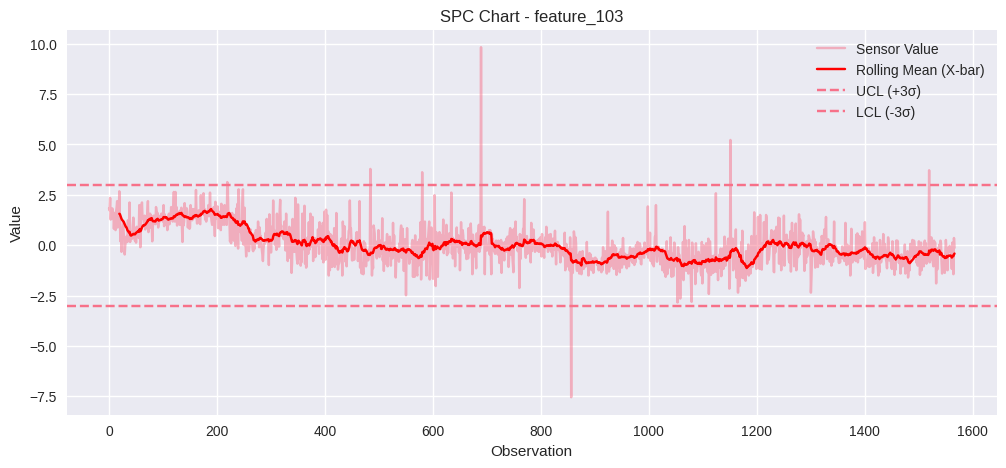 SPC Chart - feature_103
Sensor Value
Rolling Mean (X-bar)
UCL (+3σ)
LCL (-3σ)
Value
10.0
7.5
5.0
2.5
0.0
−2.5
−5.0
−7.5
0 200 400 600 800 1000 1200 1400 1600
Observation